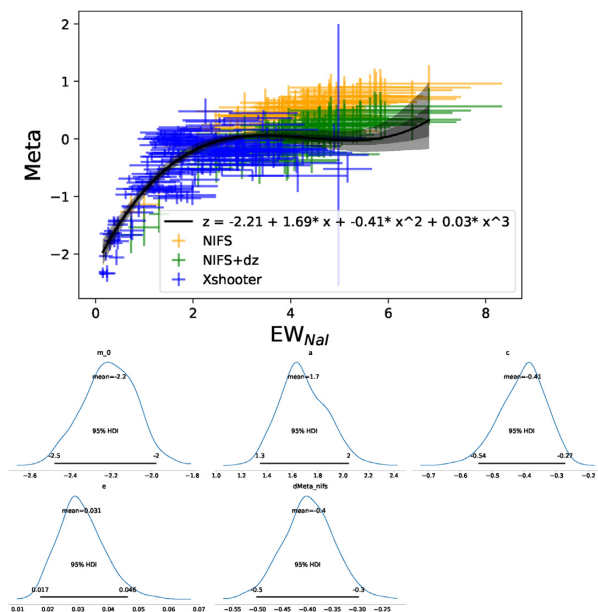 2
1
0
−1
−2
Meta
z = -2.21 + 1.69* x + -0.41* x^2 + 0.03* x^3
NIFS
NIFS+dz
Xshooter
0 2 4 6 8
EW_NaI
m_0
mean=-2.2
95% HDI
-2.5 -2
−2.6 −2.4 −2.2 −2.0 −1.8
a
mean=1.7
95% HDI
1.3 2
1.0 1.2 1.4 1.6 1.8 2.0 2.2 2.4
c
mean=-0.41
95% HDI
-0.54 -0.27
−0.7 −0.6 −0.5 −0.4 −0.3 −0.2
e
mean=0.031
95% HDI
0.017 0.046
0.01 0.02 0.03 0.04 0.05 0.06 0.07
dMeta_nifs
mean=-0.4
95% HDI
-0.5 -0.3
−0.55 −0.50 −0.45 −0.40 −0.35 −0.30 −0.25